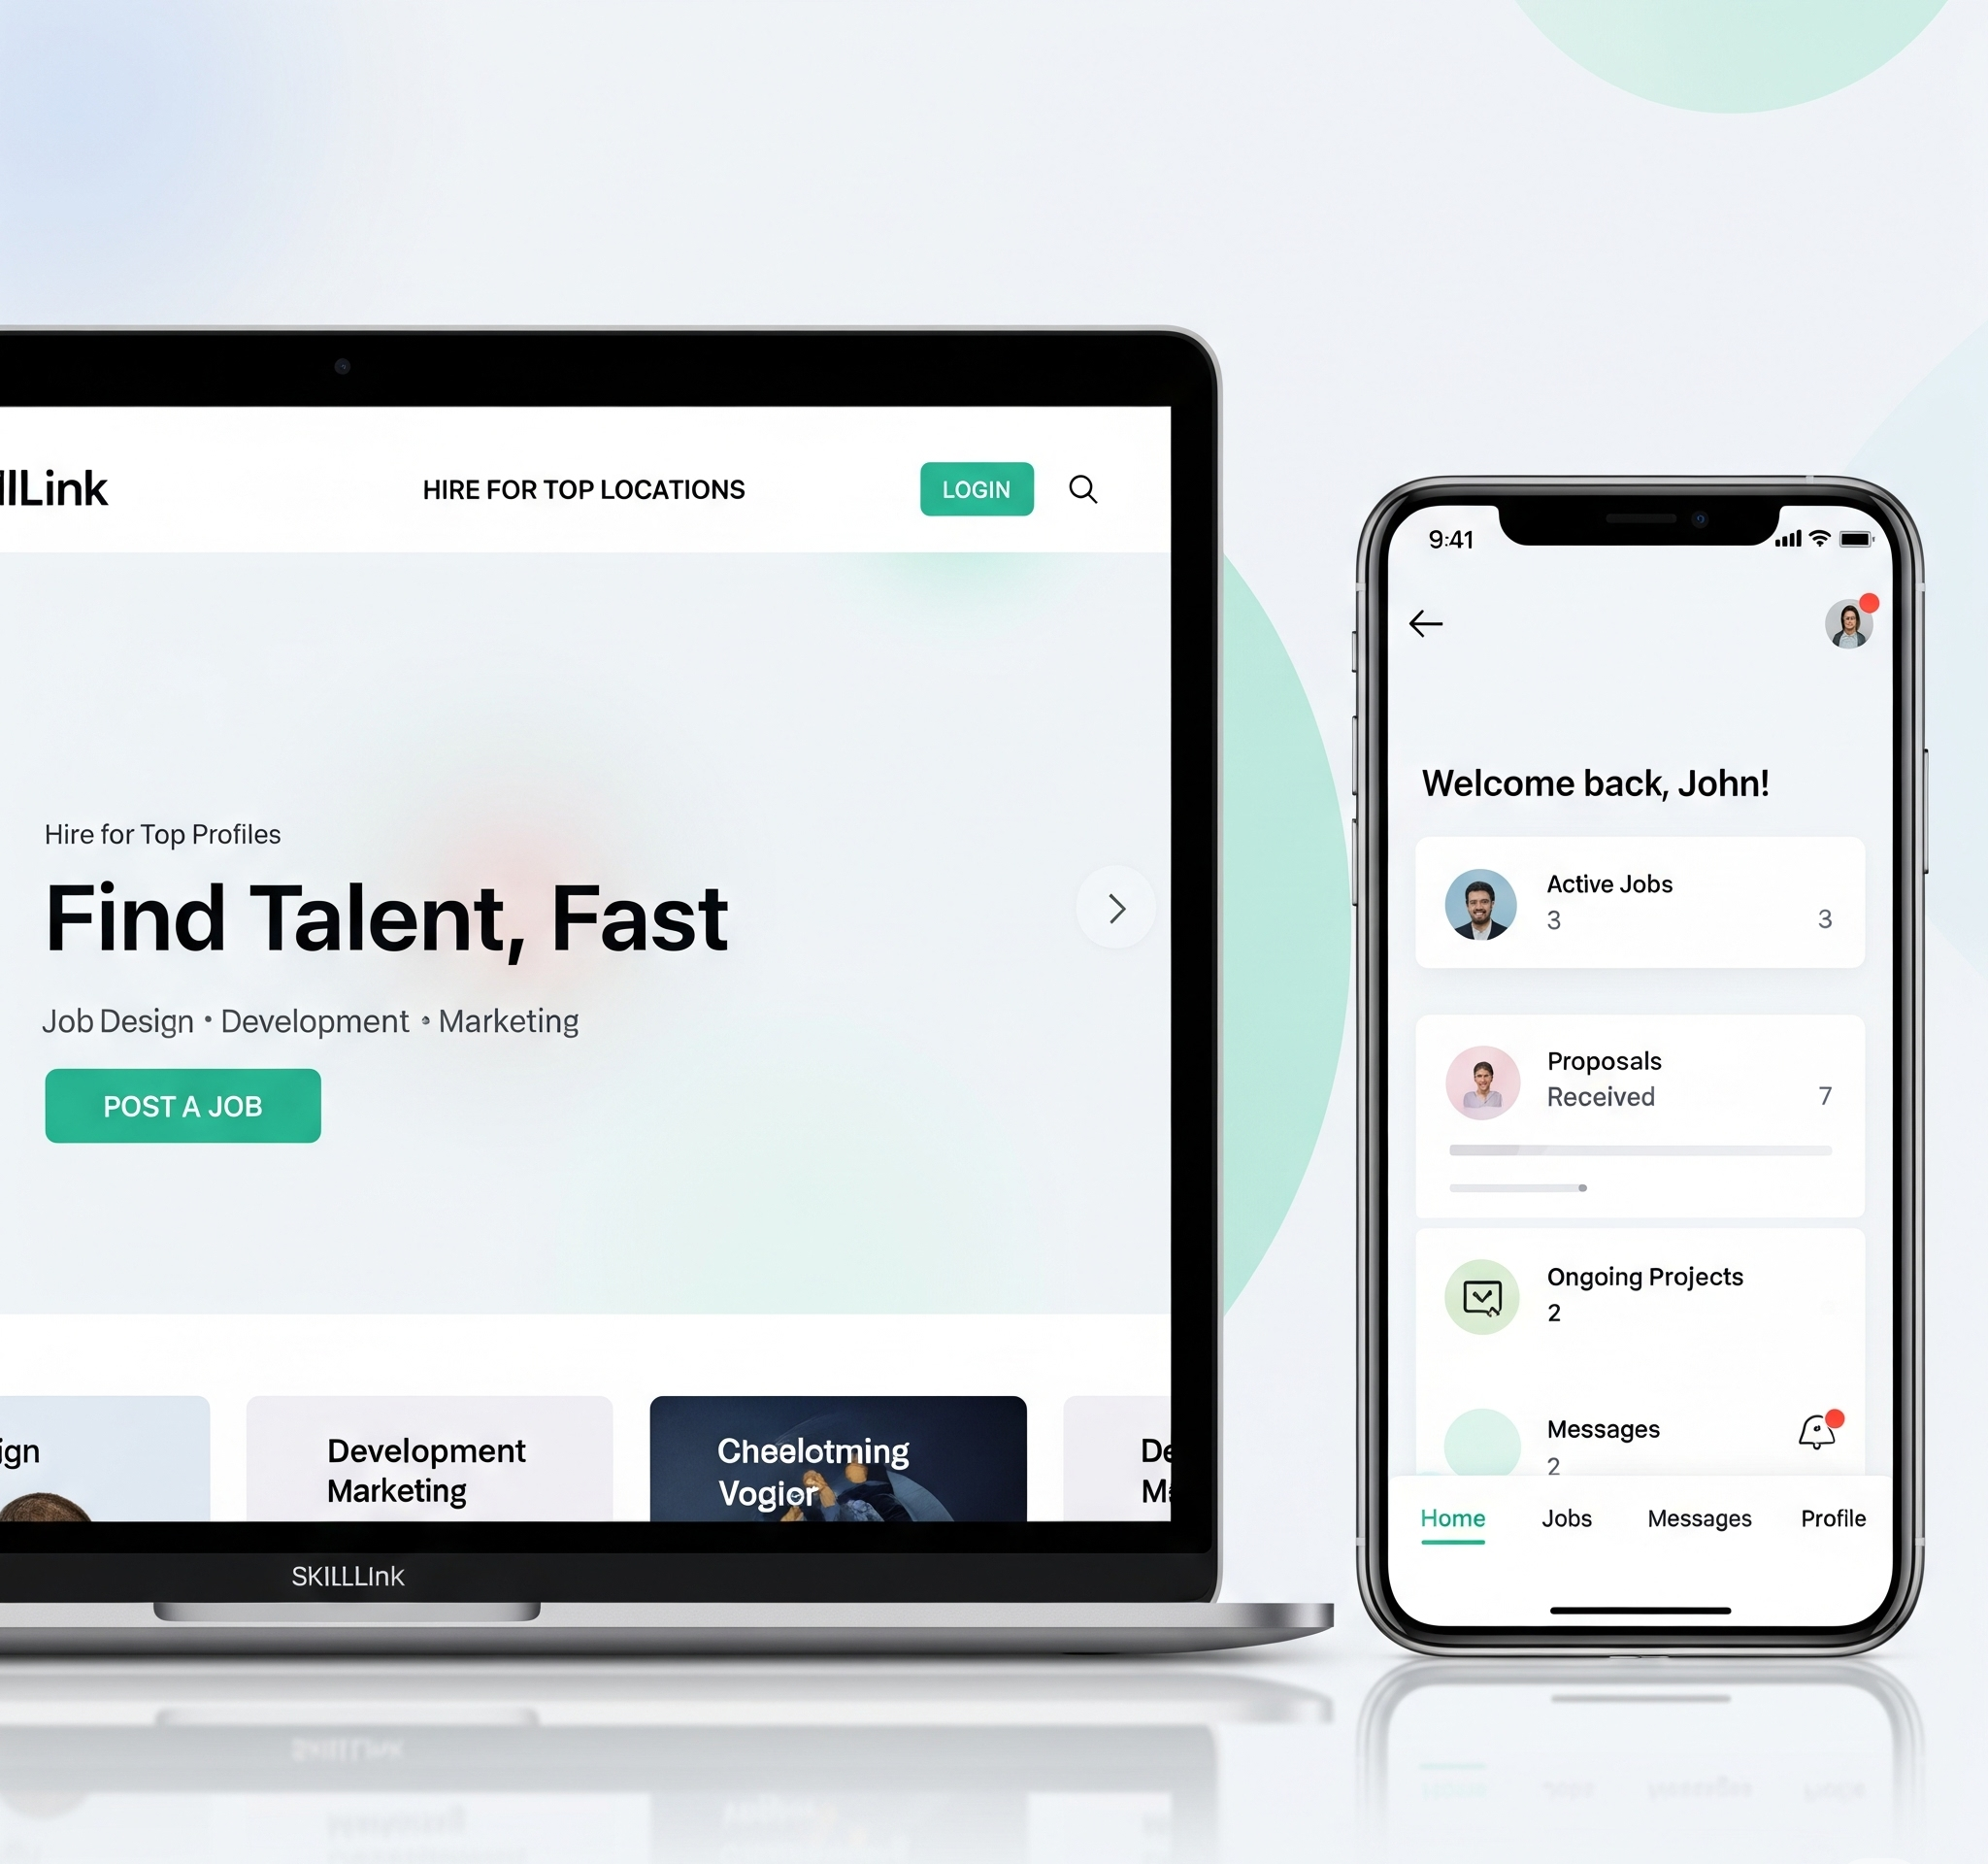 llLink
HIRE FOR TOP LOCATIONS
LOGIN
Hire for Top Profiles
Find Talent, Fast
Job Design • Development • Marketing
POST A JOB
ign
Development
Marketing
Cheelotming
Vogior
De
Ma
SKILLLInk
9:41
Welcome back, John!
Active Jobs
3
3
Proposals
Received
7
Ongoing Projects
2
Messages
2
Home
Jobs
Messages
Profile